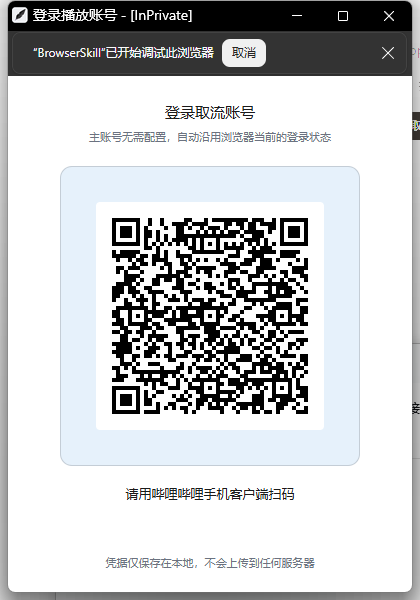 登录播放账号 - [InPrivate]
“BrowserSkill”已开始调试此浏览器
取消
登录取流账号
主账号无需配置，自动沿用浏览器当前的登录状态
请用哔哩哔哩手机客户端扫码
凭据仅保存在本地，不会上传到任何服务器
取
接